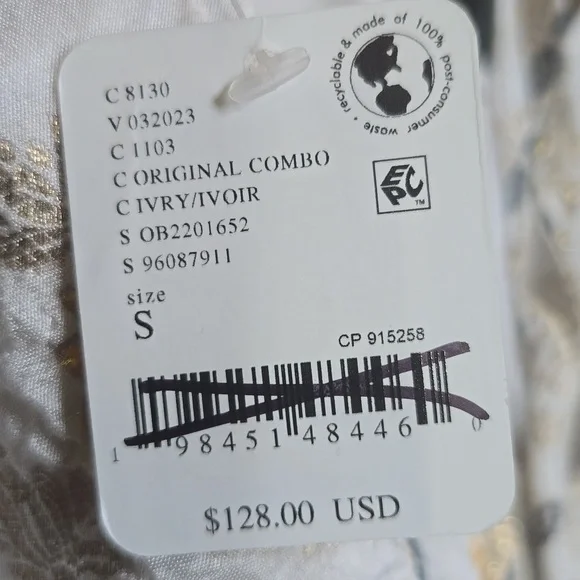 recyclable & made of 100% post-consumer waste •
C 8130
V 032023
C 1103
C ORIGINAL COMBO
C IVRY/IVOIR
S OB2201652
S 96087911
EPC TM
size
S
CP 915258
1 98451 48446 0
$128.00 USD